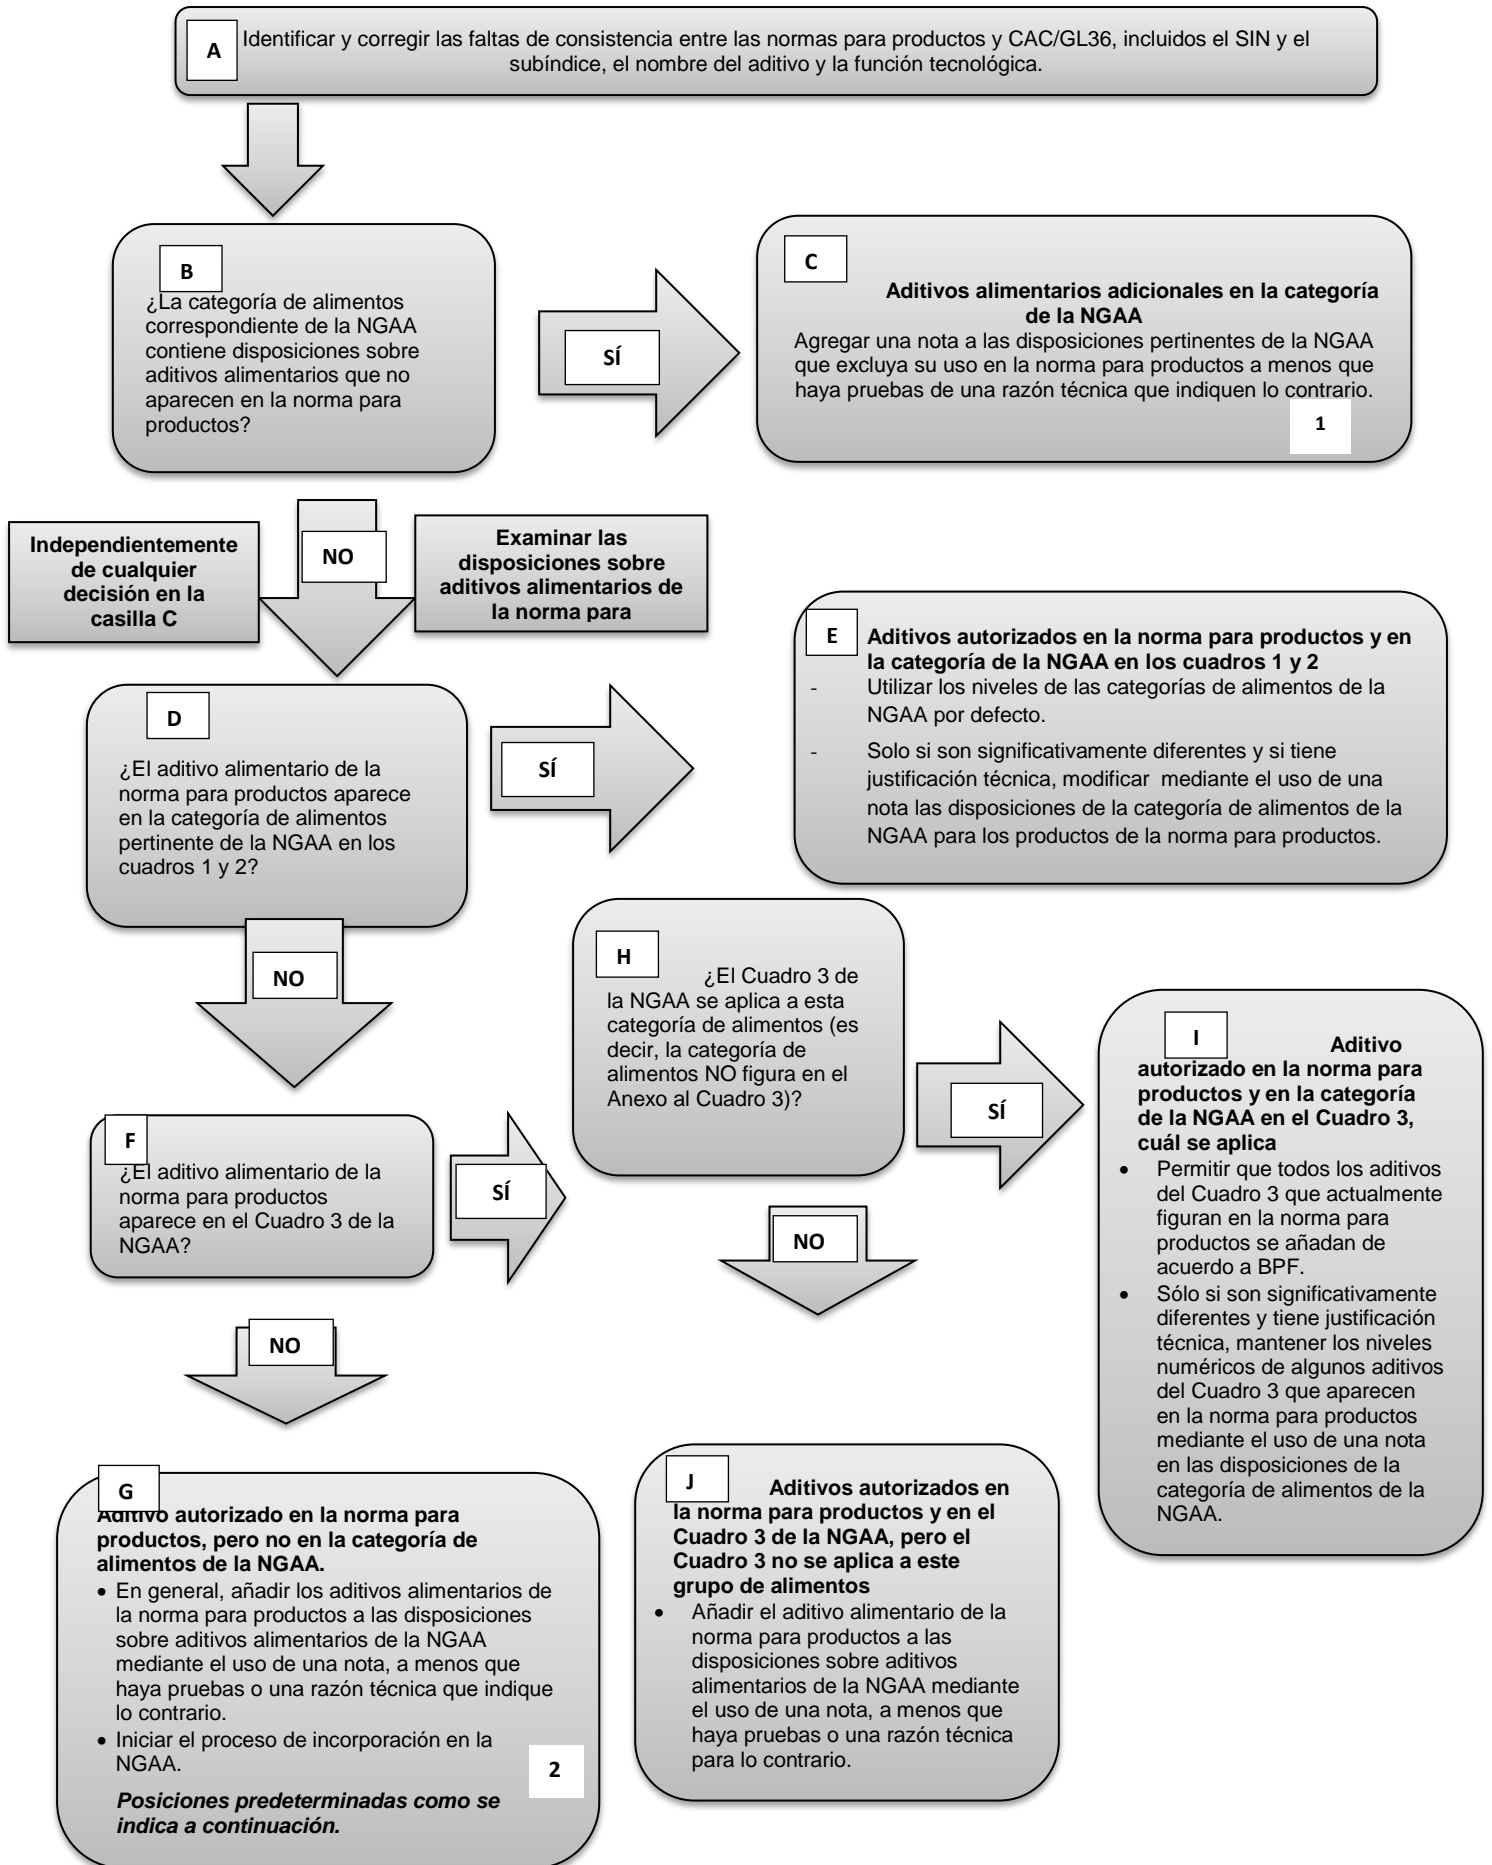 A
Identificar y corregir las faltas de consistencia entre las normas para productos y CAC/GL36, incluidos el SIN y el
subíndice, el nombre del aditivo y la función tecnológica.
B
¿La categoría de alimentos
correspondiente de la NGAA
contiene disposiciones sobre
aditivos alimentarios que no
aparecen en la norma para
productos?
SÍ
C
Aditivos alimentarios adicionales en la categoría
de la NGAA
Agregar una nota a las disposiciones pertinentes de la NGAA
que excluya su uso en la norma para productos a menos que
haya pruebas de una razón técnica que indiquen lo contrario.
1
Independientemente
de cualquier
decisión en la
casilla C
NO
Examinar las
disposiciones sobre
aditivos alimentarios de
la norma para
D
¿El aditivo alimentario de la
norma para productos aparece
en la categoría de alimentos
pertinente de la NGAA en los
cuadros 1 y 2?
SÍ
E
Aditivos autorizados en la norma para productos y en
la categoría de la NGAA en los cuadros 1 y 2
- Utilizar los niveles de las categorías de alimentos de la
NGAA por defecto.
- Solo si son significativamente diferentes y si tiene
justificación técnica, modificar mediante el uso de una
nota las disposiciones de la categoría de alimentos de la
NGAA para los productos de la norma para productos.
NO
F
¿El aditivo alimentario de la
norma para productos
aparece en el Cuadro 3 de la
NGAA?
SÍ
H
¿El Cuadro 3 de
la NGAA se aplica a esta
categoría de alimentos (es
decir, la categoría de
alimentos NO figura en el
Anexo al Cuadro 3)?
SÍ
I
Aditivo
autorizado en la norma para
productos y en la categoría
de la NGAA en el Cuadro 3,
cuál se aplica
• Permitir que todos los aditivos
del Cuadro 3 que actualmente
figuran en la norma para
productos se añadan de
acuerdo a BPF.
• Sólo si son significativamente
diferentes y tiene justificación
técnica, mantener los niveles
numéricos de algunos aditivos
del Cuadro 3 que aparecen
en la norma para productos
mediante el uso de una nota
en las disposiciones de la
categoría de alimentos de la
NGAA.
NO
NO
G
Aditivo autorizado en la norma para
productos, pero no en la categoría de
alimentos de la NGAA.
• En general, añadir los aditivos alimentarios de
la norma para productos a las disposiciones
sobre aditivos alimentarios de la NGAA
mediante el uso de una nota, a menos que
haya pruebas o una razón técnica que indique
lo contrario.
• Iniciar el proceso de incorporación en la
NGAA.
2
Posiciones predeterminadas como se
indica a continuación.
J
Aditivos autorizados en
la norma para productos y en el
Cuadro 3 de la NGAA, pero el
Cuadro 3 no se aplica a este
grupo de alimentos
• Añadir el aditivo alimentario de la
norma para productos a las
disposiciones sobre aditivos
alimentarios de la NGAA mediante
el uso de una nota, a menos que
haya pruebas o una razón técnica
para lo contrario.